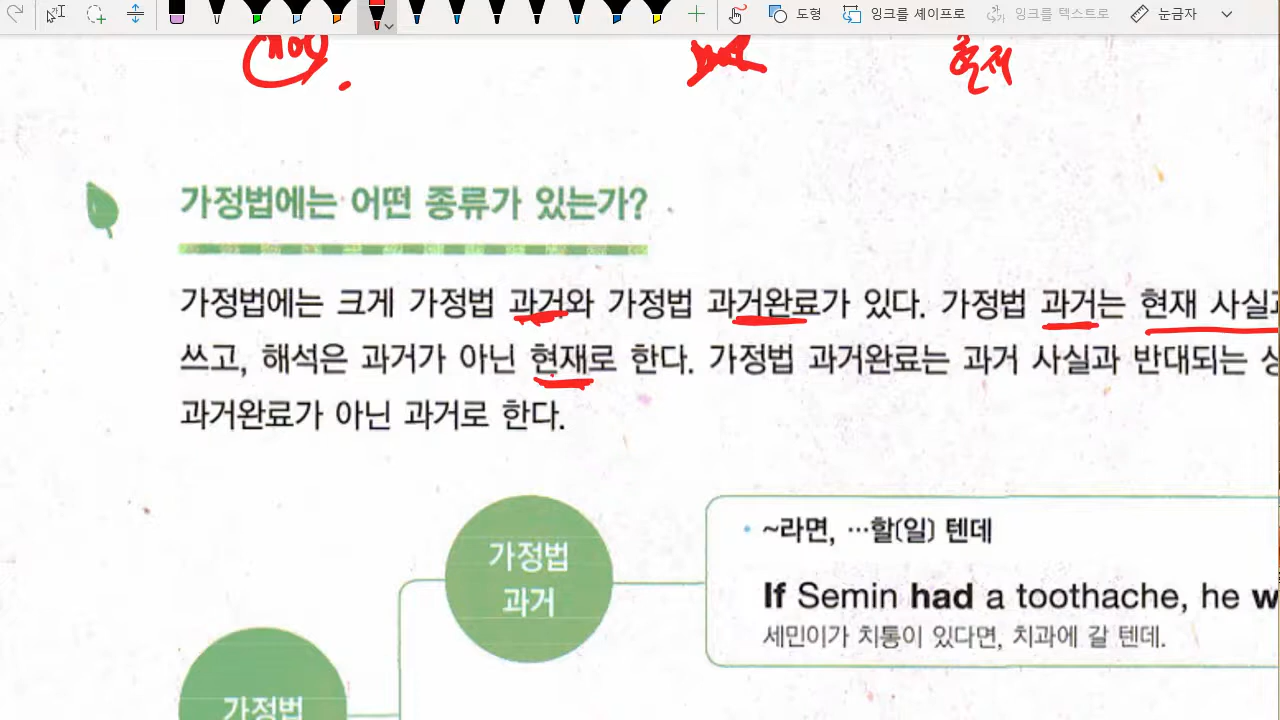 도형 잉크를 셰이프로 잉크를 텍스트로 눈금자
가정법에는 어떤 종류가 있는가?
가정법에는 크게 가정법 과거와 가정법 과거완료가 있다. 가정법 과거는 현재 사실과
쓰고, 해석은 과거가 아닌 현재로 한다. 가정법 과거완료는 과거 사실과 반대되는
과거완료가 아닌 과거로 한다.
가정법
과거
~라면, …할(일) 텐데
If Semin had a toothache, he w
세민이가 치통이 있다면, 치과에 갈 텐데.
가정법